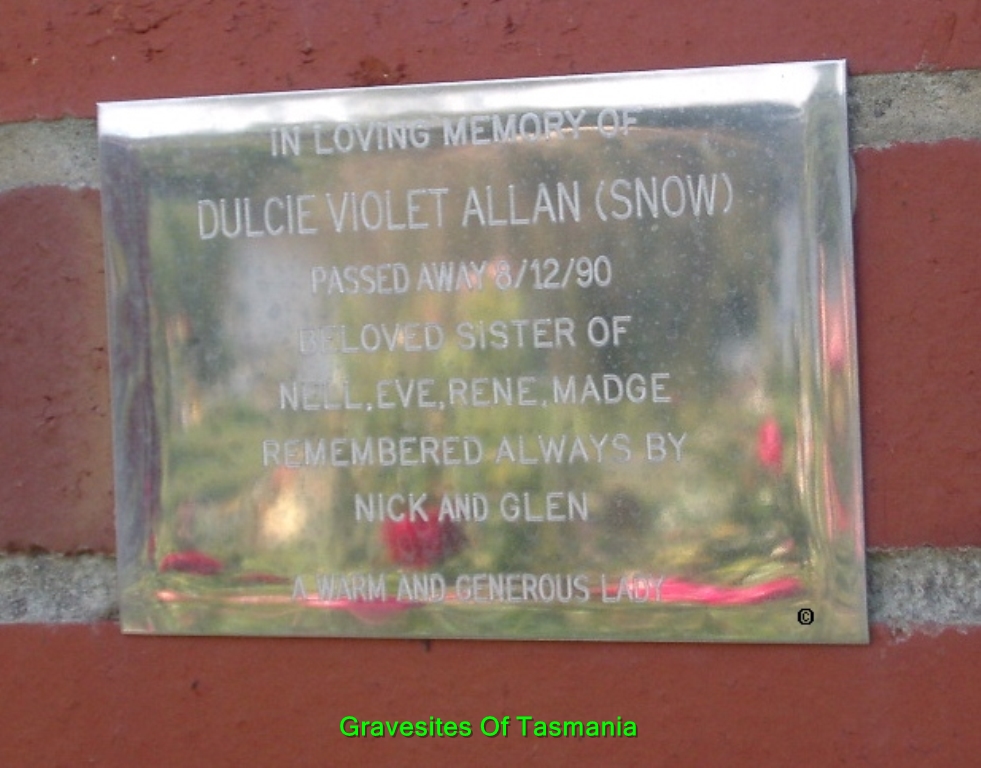 IN LOVING MEMORY OF
DULCIE VIOLET ALLAN (SNOW)
PASSED AWAY 8/12/90
BELOVED SISTER OF
NELL, EVE, RENE, MADGE
REMEMBERED ALWAYS BY
NICK AND GLEN
A WARM AND GENEROUS LADY
©
Gravesites Of Tasmania